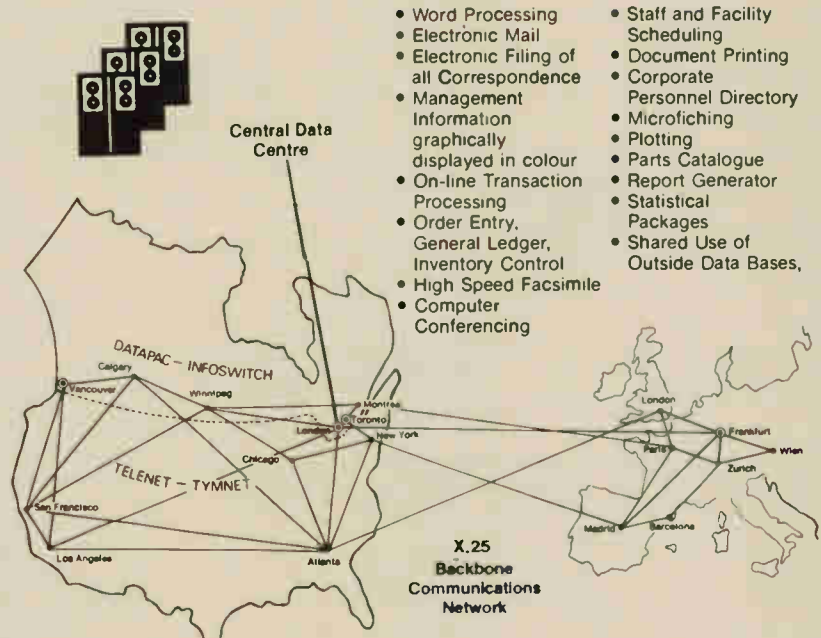 • Word Processing
• Electronic Mail
• Electronic Filing of
all Correspondence
• Management
Information
graphically
displayed in colour
• On-line Transaction
Processing
• Order Entry,
General Ledger,
Inventory Control
• High Speed Facsimile
• Computer
Conferencing
• Staff and Facility
Scheduling
• Document Printing
• Corporate
Personnel Directory
• Microfiching
• Plotting
• Parts Catalogue
• Report Generator
• Statistical
Packages
• Shared Use of
Outside Data Bases,
Central Data
Centre
DATAPAC – INFOSWITCH
Calgary
Vancouver
Winnipeg
Montreal
Toronto
London
New York
Chicago
TELENET – TYMNET
San Francisco
Los Angeles
Atlanta
X.25
Backbone
Communications
Network
London
Frankfurt
Paris
Wien
Zurich
Madrid
Barcelona